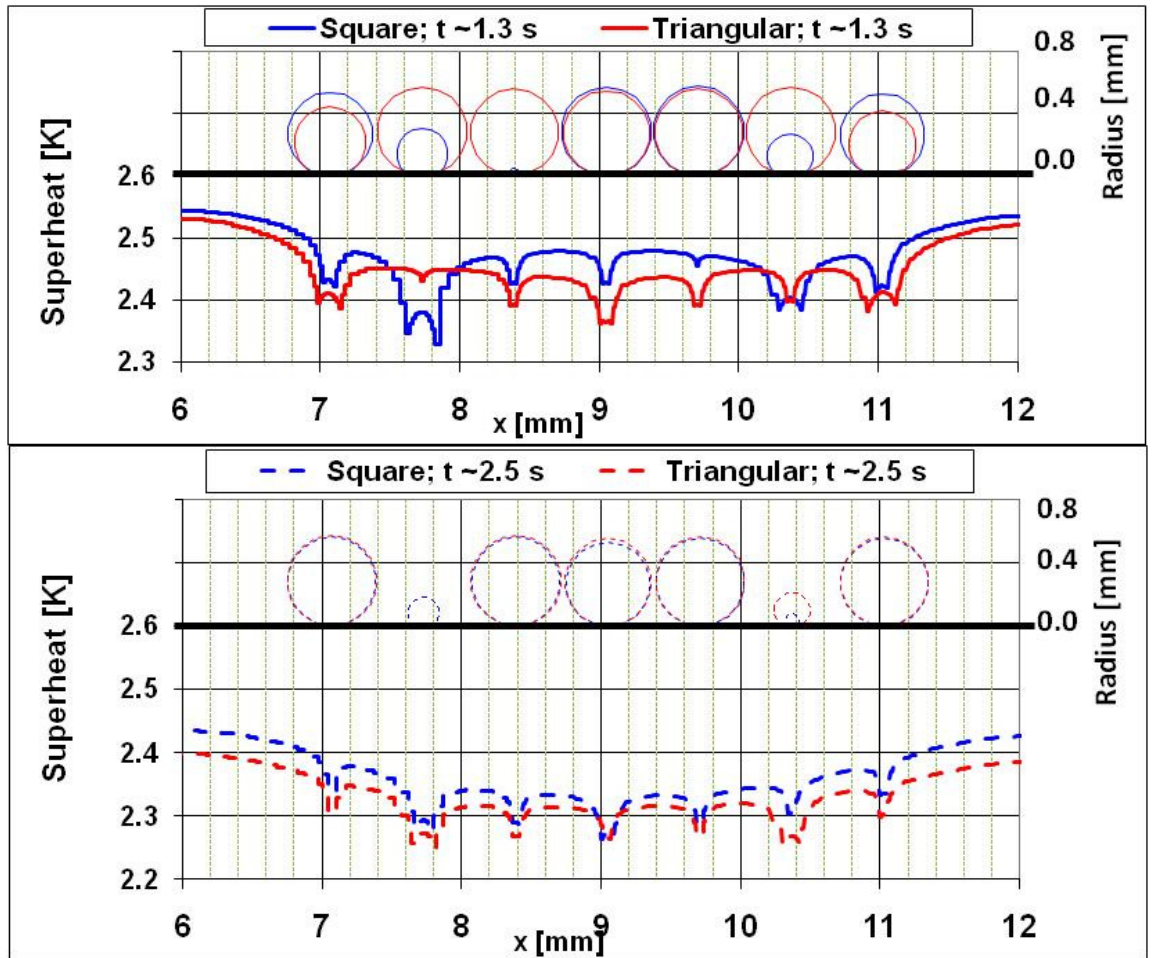 Square; t ~1.3 s Triangular; t ~1.3 s
0.8
0.4
0.0
Radius [mm]
Superheat [K]
2.6
2.5
2.4
2.3
6 7 8 9 10 11 12
x [mm]
Square; t ~2.5 s Triangular; t ~2.5 s
0.8
0.4
0.0
Radius [mm]
Superheat [K]
2.6
2.5
2.4
2.3
2.2
6 7 8 9 10 11 12
x [mm]